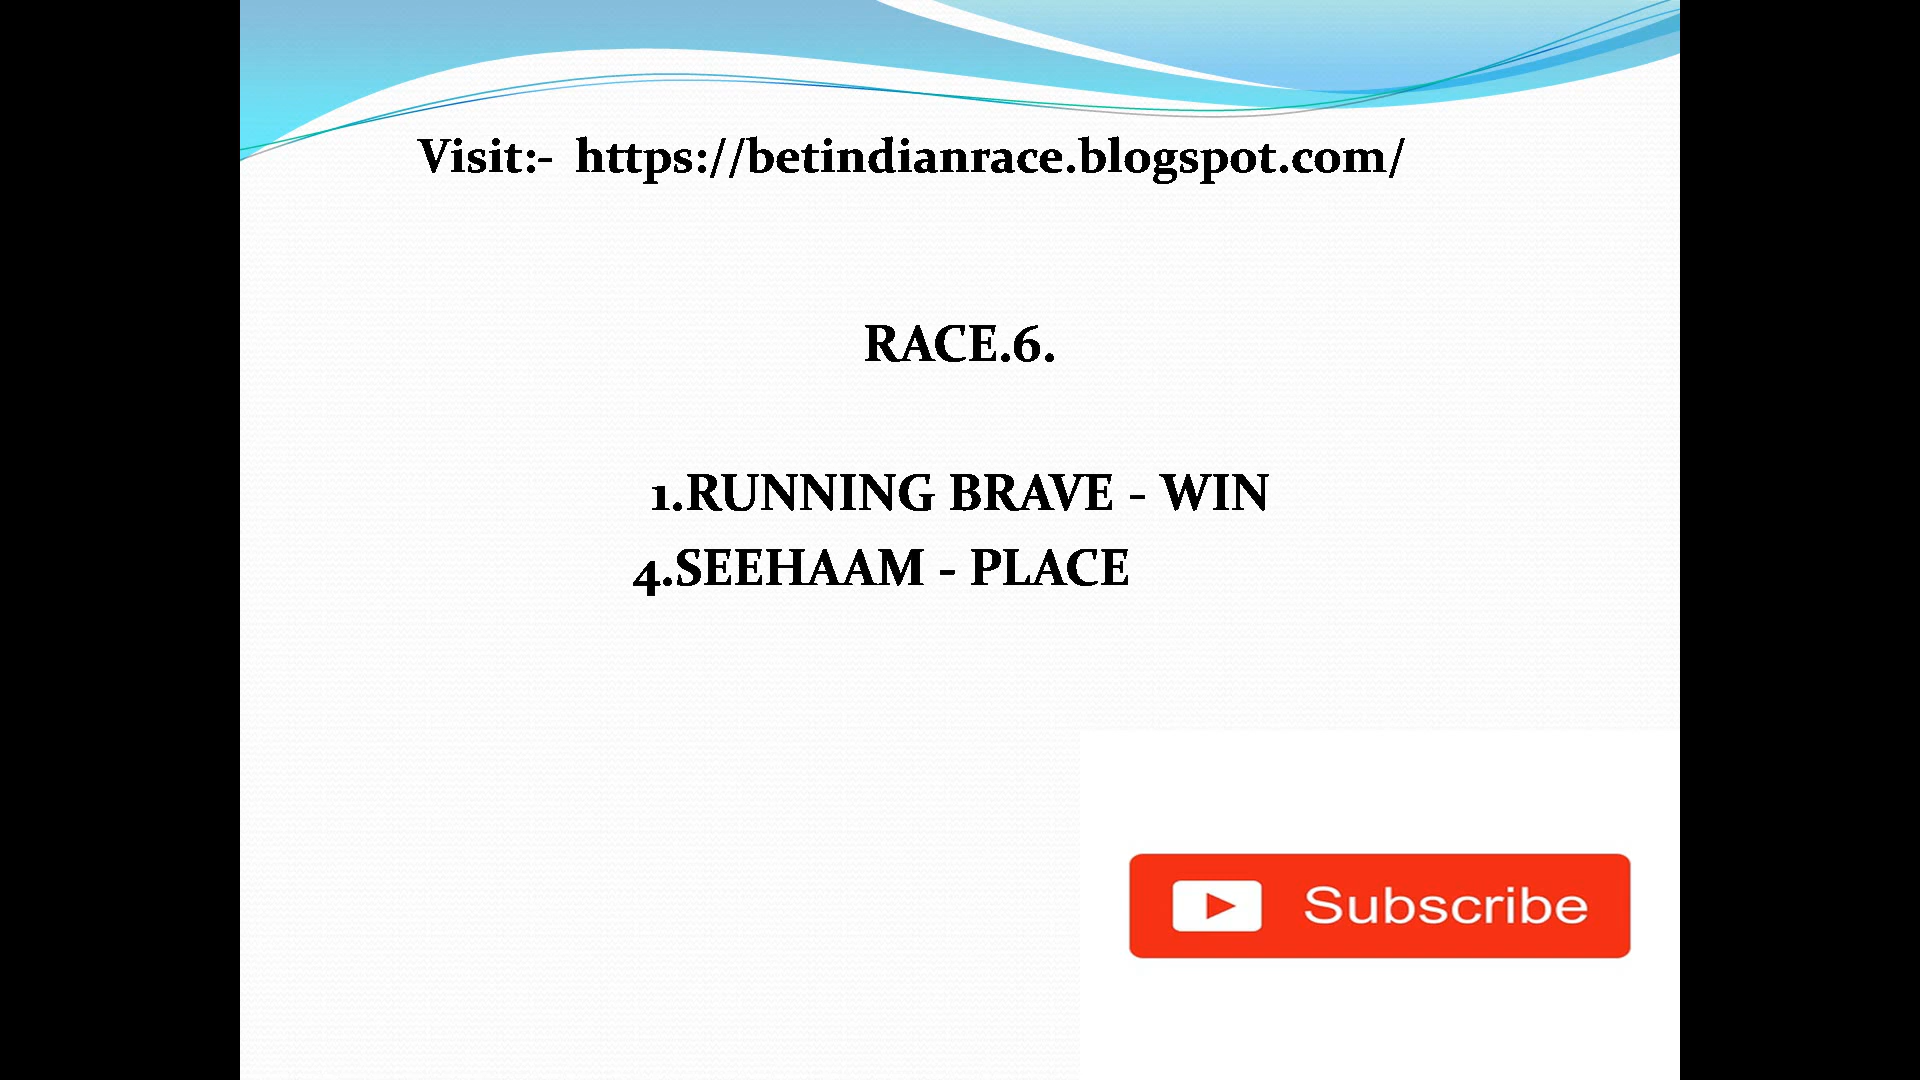 Visit:-  https://betindianrace.blogspot.com/
RACE.6.
1.RUNNING BRAVE - WIN
4.SEEHAAM - PLACE
Subscribe